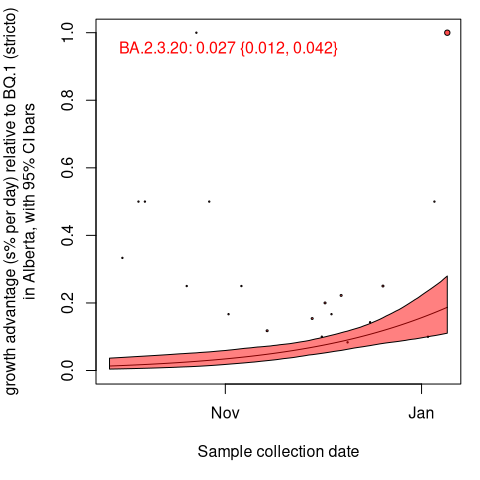 growth advantage (s% per day) relative to BQ.1 (stricto)
in Alberta, with 95% CI bars
BA.2.3.20: 0.027 {0.012, 0.042}
1.0
0.8
0.6
0.4
0.2
0.0
Nov
Jan
Sample collection date